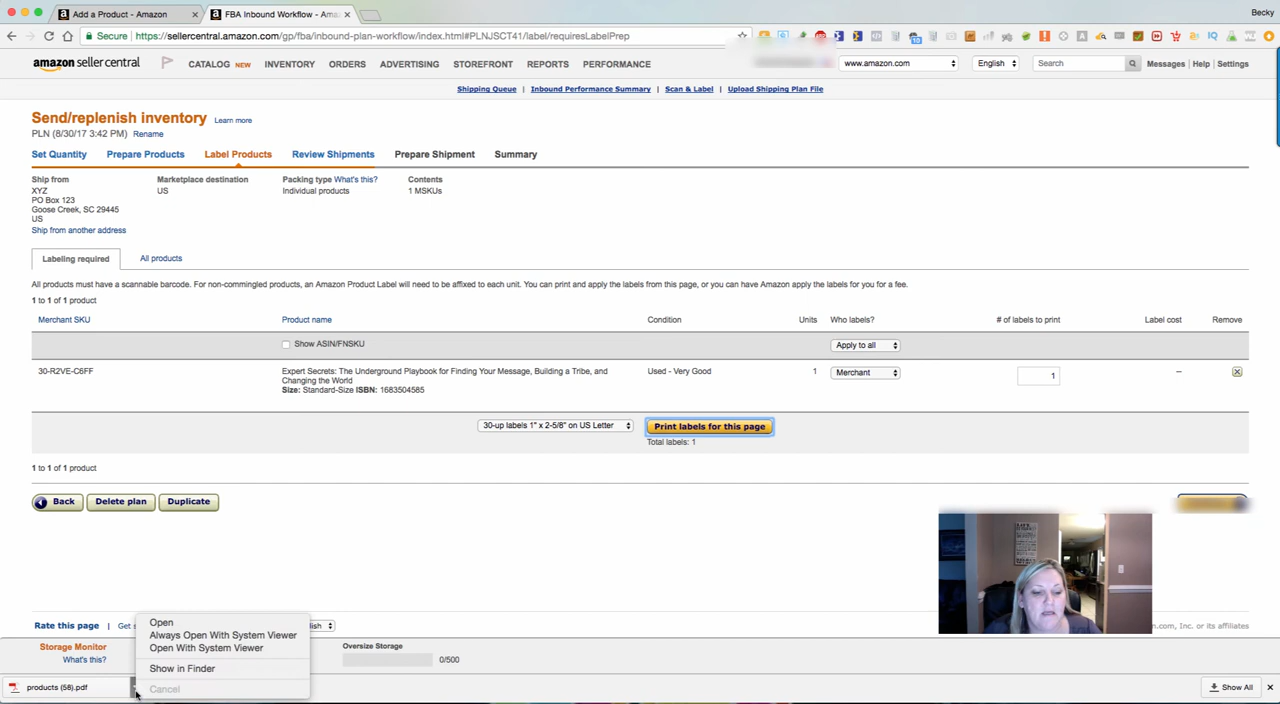 Add a Product - Amazon
FBA Inbound Workflow - Ama
Becky
Secure
https://sellercentral.amazon.com/gp/fba/inbound-plan-workflow/index.html#PLNJSCT41/label/requiresLabelPrep
amazon seller central
CATALOG NEW INVENTORY ORDERS ADVERTISING STOREFRONT REPORTS PERFORMANCE
www.amazon.com
English
Search
Messages | Help | Settings
Shipping Queue | Inbound Performance Summary | Scan & Label | Upload Shipping Plan File
Send/replenish inventory Learn more
PLN (8/30/17 3:42 PM) Rename
Set Quantity Prepare Products Label Products Review Shipments Prepare Shipment Summary
Ship from
XYZ
PO Box 123
Goose Creek, SC 29445
US
Ship from another address
Marketplace destination
US
Packing type What's this?
Individual products
Contents
1 MSKUs
Labeling required All products
All products must have a scannable barcode. For non-commingled products, an Amazon Product Label will need to be affixed to each unit. You can print and apply the labels from this page, or you can have Amazon apply the labels for you for a fee.
1 to 1 of 1 product
Merchant SKU Product name Condition Units Who labels? # of labels to print Label cost Remove
Show ASIN/FNSKU Apply to all
30-R2VE-C6FF
Expert Secrets: The Underground Playbook for Finding Your Message, Building a Tribe, and
Changing the World
Size: Standard-Size ISBN: 1683504585
Used - Very Good
1
Merchant
1
--
30-up labels 1" x 2-5/8" on US Letter
Print labels for this page
Total labels: 1
1 to 1 of 1 product
Back Delete plan Duplicate
Rate this page | Get s
Open
Always Open With System Viewer
Open With System Viewer
Show in Finder
Cancel
Storage Monitor
What's this?
Oversize Storage
0/500
.com, Inc. or its affiliates
products (58).pdf
Show All